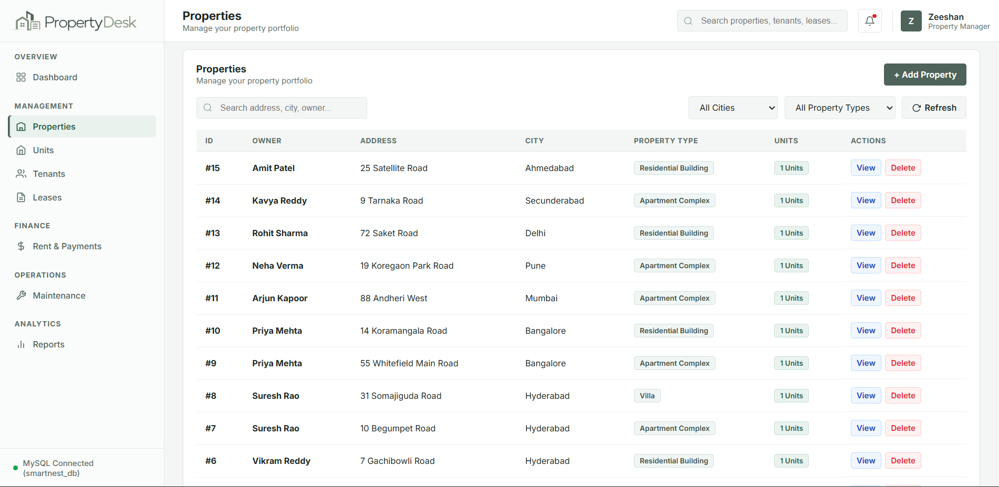 PropertyDesk
Properties
Manage your property portfolio
Search properties, tenants, leases...
Z
Zeeshan
Property Manager
OVERVIEW
Dashboard
MANAGEMENT
Properties
Units
Tenants
Leases
FINANCE
Rent & Payments
OPERATIONS
Maintenance
ANALYTICS
Reports
MySQL Connected
(smartnest_db)
Properties
Manage your property portfolio
+ Add Property
Search address, city, owner...
All Cities
All Property Types
Refresh
ID OWNER ADDRESS CITY PROPERTY TYPE UNITS ACTIONS
#15 Amit Patel 25 Satellite Road Ahmedabad Residential Building 1 Units View Delete
#14 Kavya Reddy 9 Tarnaka Road Secunderabad Apartment Complex 1 Units View Delete
#13 Rohit Sharma 72 Saket Road Delhi Residential Building 1 Units View Delete
#12 Neha Verma 19 Koregaon Park Road Pune Apartment Complex 1 Units View Delete
#11 Arjun Kapoor 88 Andheri West Mumbai Apartment Complex 1 Units View Delete
#10 Priya Mehta 14 Koramangala Road Bangalore Residential Building 1 Units View Delete
#9 Priya Mehta 55 Whitefield Main Road Bangalore Apartment Complex 1 Units View Delete
#8 Suresh Rao 31 Somajiguda Road Hyderabad Villa 1 Units View Delete
#7 Suresh Rao 10 Begumpet Road Hyderabad Apartment Complex 1 Units View Delete
#6 Vikram Reddy 7 Gachibowli Road Hyderabad Residential Building 1 Units View Delete